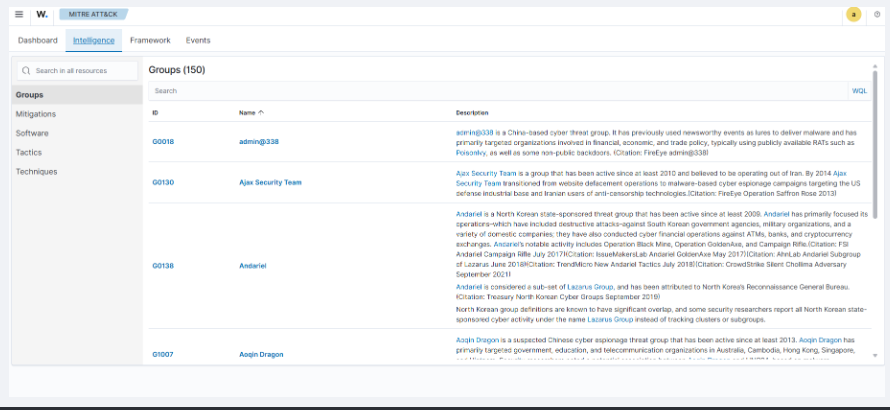 W. MITRE ATT&CK a
Dashboard Intelligence Framework Events
Search in all resources
Groups
Mitigations
Software
Tactics
Techniques
Groups (150)
Search WQL
ID Name Description
G0018 admin@338
admin@338 is a China-based cyber threat group. It has previously used newsworthy events as lures to deliver malware and has
primarily targeted organizations involved in financial, economic, and trade policy, typically using publicly available RATs such as
PoisonIvy, as well as some non-public backdoors. (Citation: FireEye admin@338)
G0130 Ajax Security Team
Ajax Security Team is a group that has been active since at least 2010 and believed to be operating out of Iran. By 2014 Ajax
Security Team transitioned from website defacement operations to malware-based cyber espionage campaigns targeting the US
defense industrial base and Iranian users of anti-censorship technologies.(Citation: FireEye Operation Saffron Rose 2013)
G0138 Andariel
Andariel is a North Korean state-sponsored threat group that has been active since at least 2009. Andariel has primarily focused its
operations-which have included destructive attacks-against South Korean government agencies, military organizations, and a
variety of domestic companies; they have also conducted cyber financial operations against ATMs, banks, and cryptocurrency
exchanges. Andariel's notable activity includes Operation Black Mine, Operation GoldenAxe, and Campaign Rifle.(Citation: FSI
Andariel Campaign Rifle July 2017)(Citation: IssueMakersLab Andariel GoldenAxe May 2017)(Citation: AhnLab Andariel Subgroup
of Lazarus June 2018)(Citation: TrendMicro New Andariel Tactics July 2018)(Citation: CrowdStrike Silent Chollima Adversary
September 2021)
Andariel is considered a sub-set of Lazarus Group, and has been attributed to North Korea's Reconnaissance General Bureau.
(Citation: Treasury North Korean Cyber Groups September 2019)
North Korean group definitions are known to have significant overlap, and some security researchers report all North Korean state-
sponsored cyber activity under the name Lazarus Group instead of tracking clusters or subgroups.
G1007 Aoqin Dragon
Aoqin Dragon is a suspected Chinese cyber espionage threat group that has been active since at least 2013. Aoqin Dragon has
primarily targeted government, education, and telecommunication organizations in Australia, Cambodia, Hong Kong, Singapore,